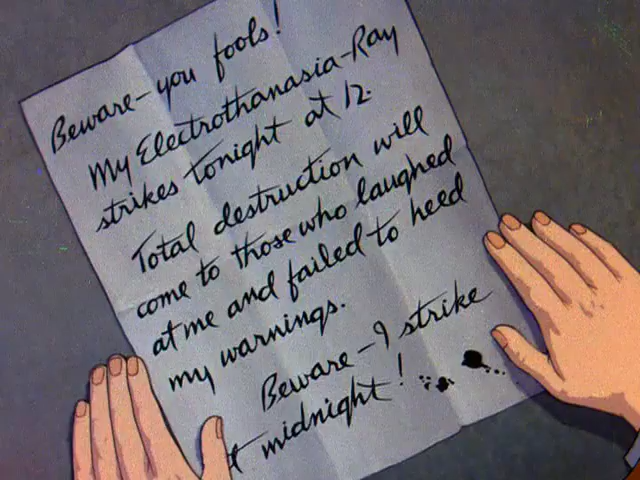 Beware-you fools!
My Electrothanasia-Ray
strikes tonight at 12.
Total destruction will
come to those who laughed
at me and failed to heed
my warnings.
Beware-I strike
t midnight!